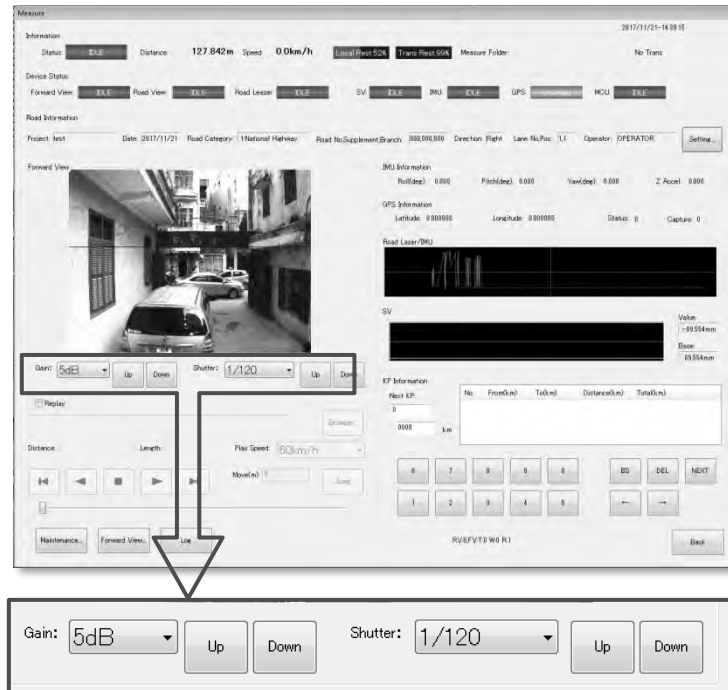 Measure
2017/11/21-14:39:15
Information
Status: IDLE Distance: 127.842m Speed: 0.0km/h Local Rest 52% Trans Rest 99% Measure Folder: No Trans
Device Status
Forward View: IDLE Road View: IDLE Road Leaser: IDLE SV: IDLE IMU: IDLE GPS: MCU: IDLE
Road Information
Project: test Date: 2017/11/21 Road Category: 1National Highway Road No,Supplement,Branch: Direction: Right Lane No,Pos: 1,1 Operator: OPERATOR Setting...
Forward View
IMU Information
Roll(deg): 0.000 Pitch(deg): 0.000 Yaw(deg): 0.000 Z Accel: 0.000
GPS Information
Latitude: 0.000000 Longitude: 0.000000 Status: 0 Capture: 0
Road Laser/IMU
SV
Value:
-89.554mm
Base:
Gain: 5dB Up Down Shutter: 1/120 Up Down
KP Information
Next KP:
0
0000 km
No From(km) To(km) Distance(km) Total(km)
Replay
Browse...
Distance: Length: Play Speed: 60km/h
Move(m): Jump
6 7 8 9 0 BS DEL NEXT
1 2 3 4 5 ← →
Maintenance... Forward View... Log
Back
Gain: 5dB Up Down Shutter: 1/120 Up Down